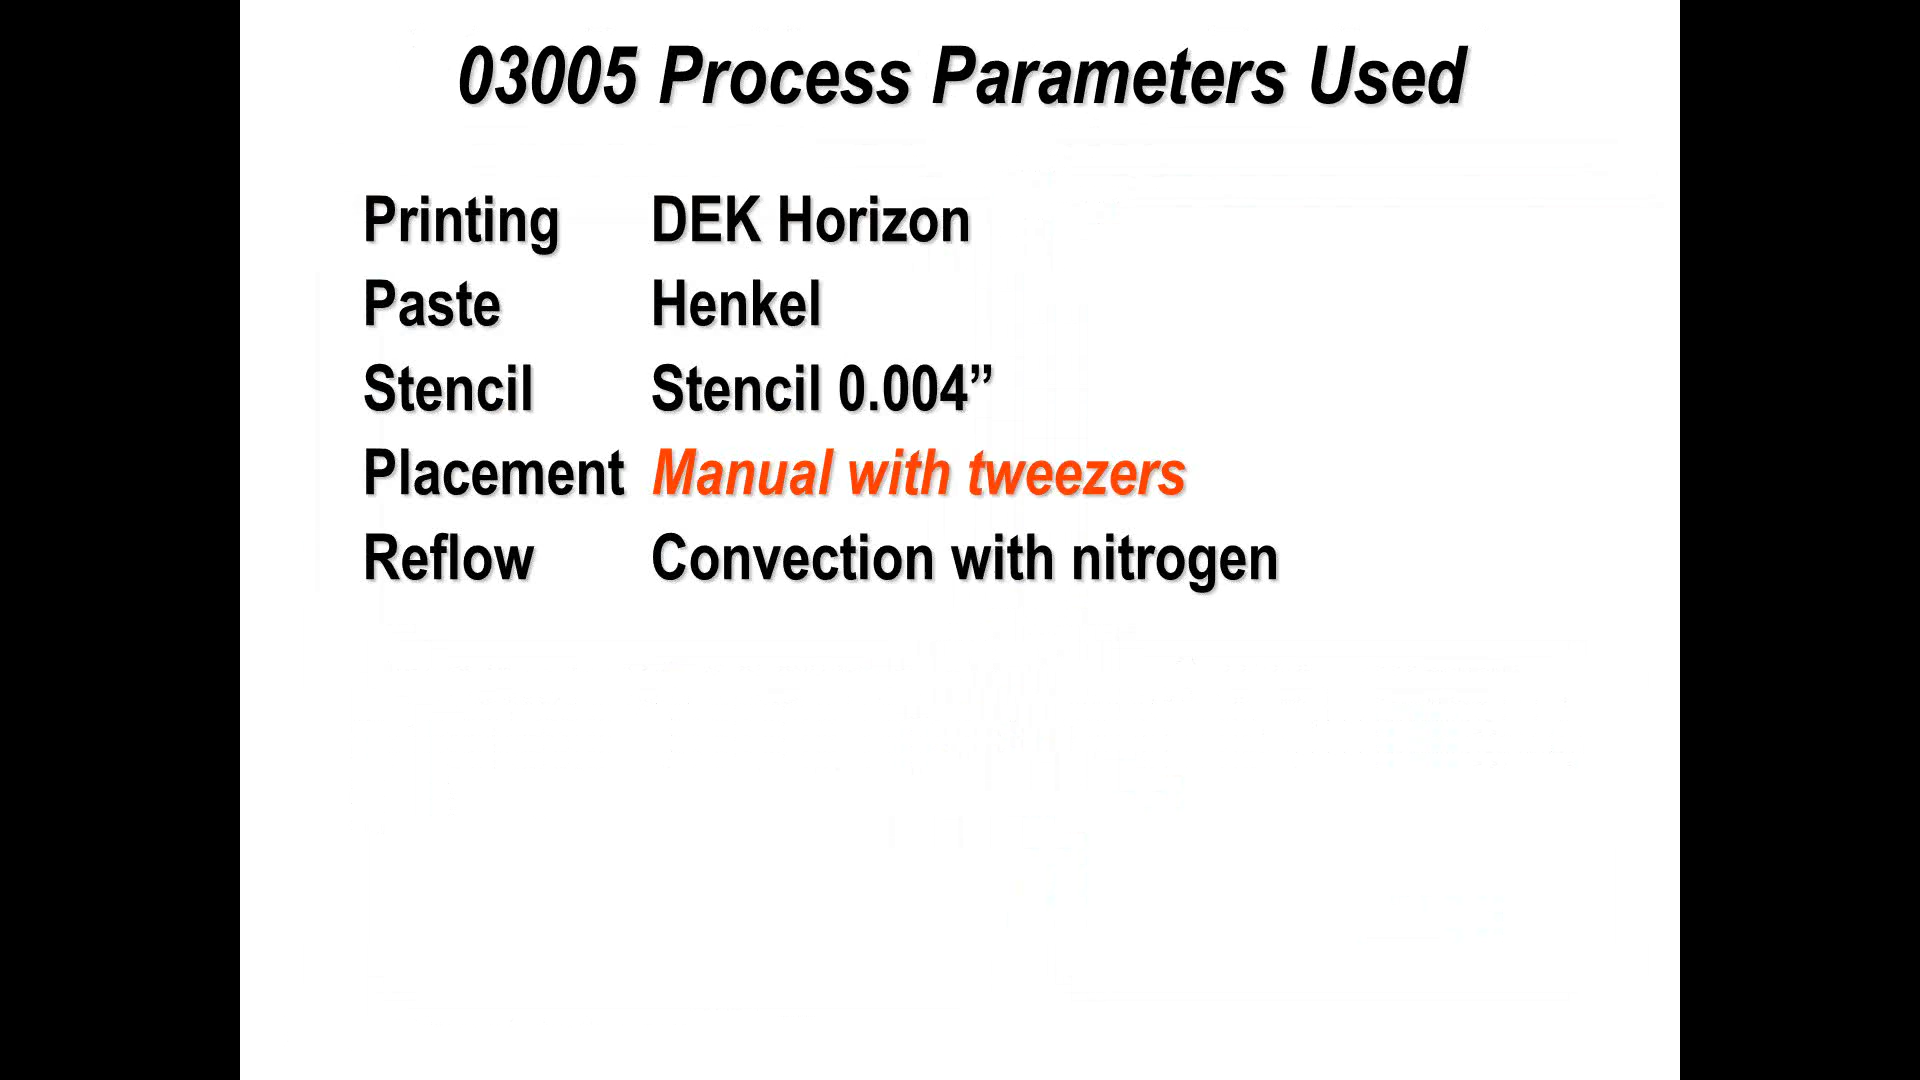 03005 Process Parameters Used
Printing DEK Horizon
Paste Henkel
Stencil Stencil 0.004”
Placement Manual with tweezers
Reflow Convection with nitrogen